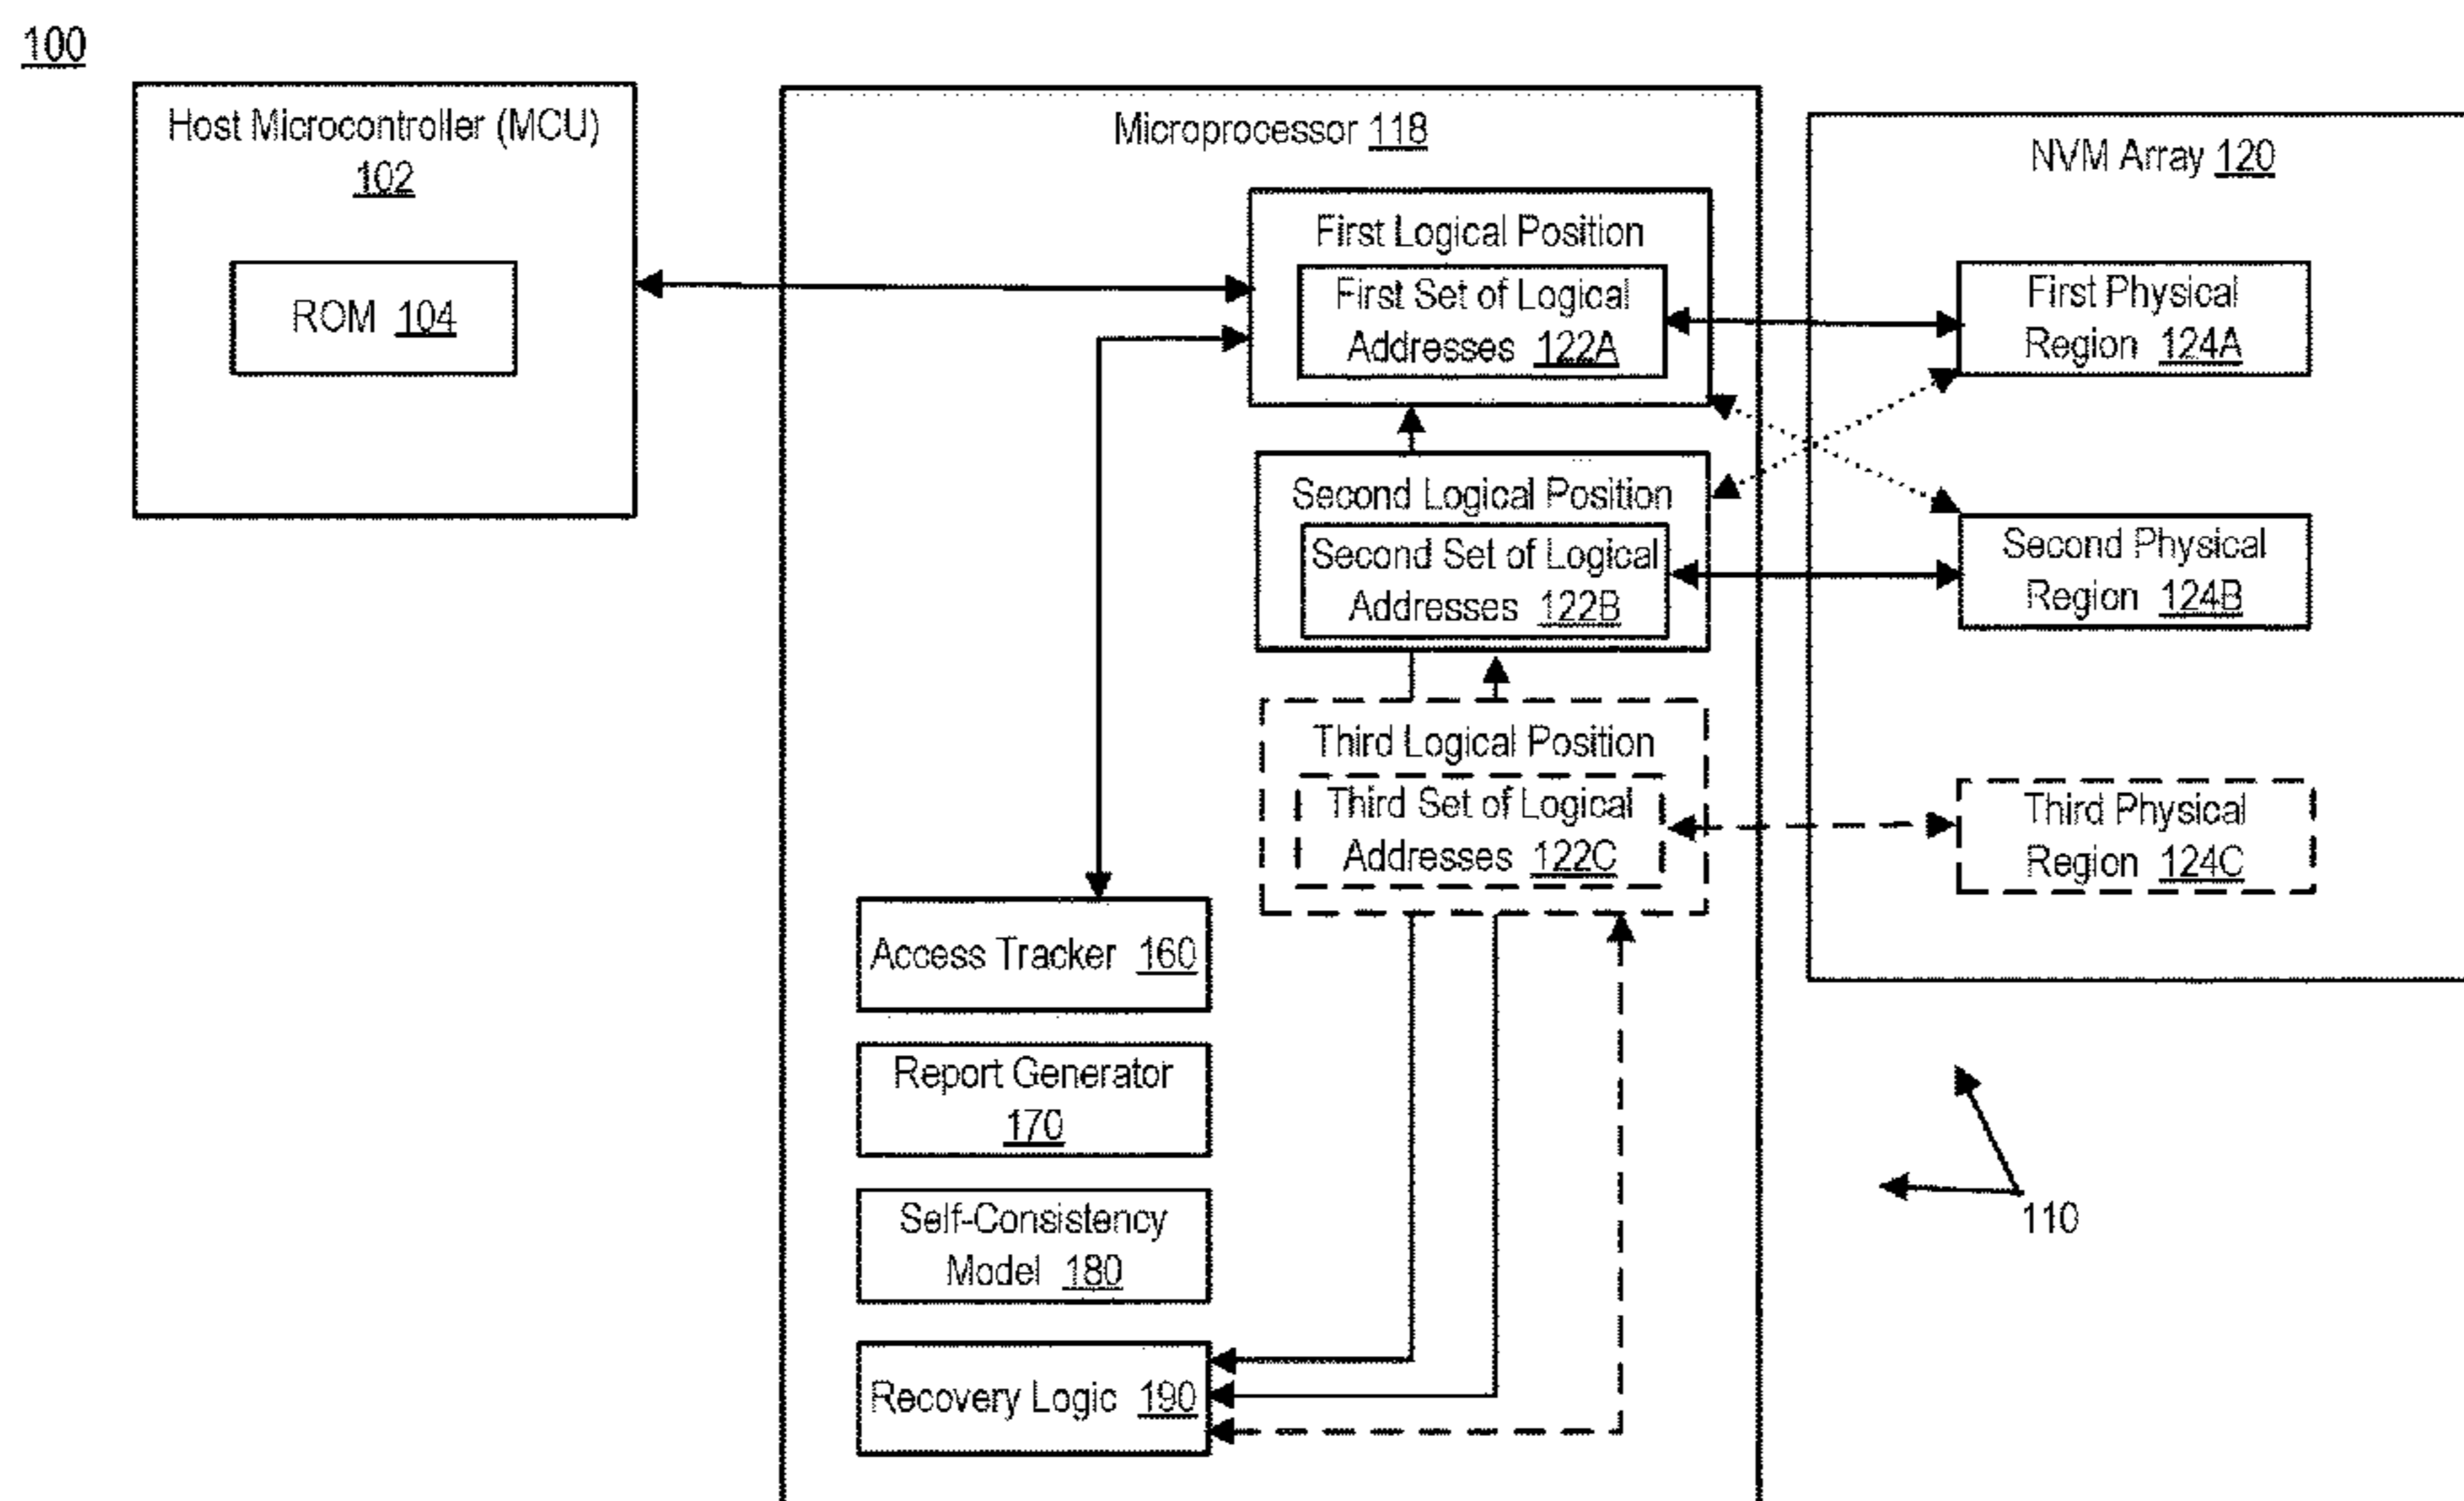 100
Host Microcontroller (MCU)
102
ROM 104
Microprocessor 118
First Logical Position
First Set of Logical
Addresses 122A
Second Logical Position
Second Set of Logical
Addresses 122B
Third Logical Position
Third Set of Logical
Addresses 122C
Access Tracker 160
Report Generator
170
Self-Consistency
Model 180
Recovery Logic 190
NVM Array 120
First Physical
Region 124A
Second Physical
Region 124B
Third Physical
Region 124C
110